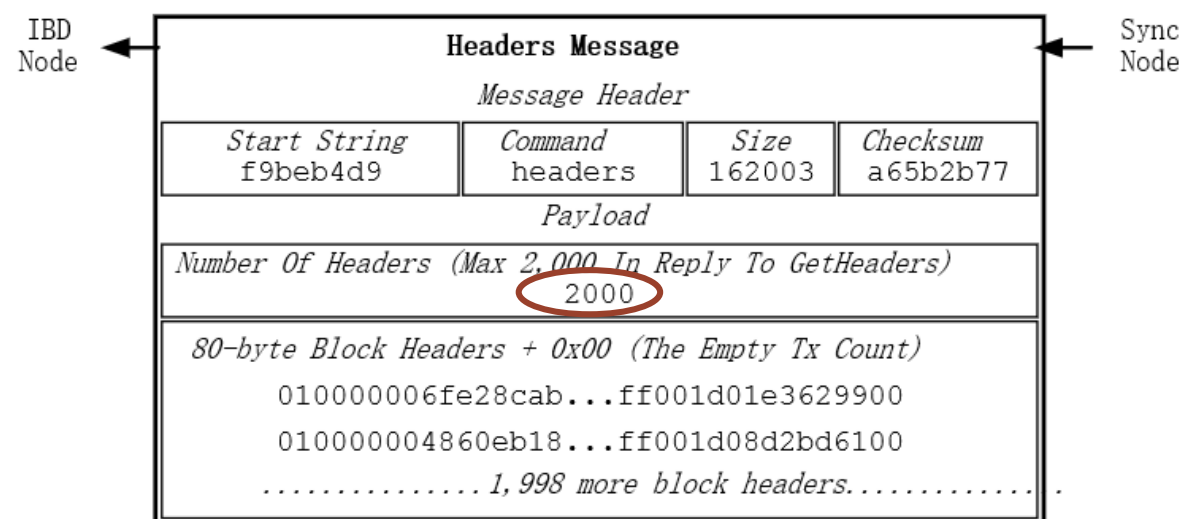 IBD
Node
Sync
Node
Headers Message
Message Header
Start String
f9beb4d9
Command
headers
Size
162003
Checksum
a65b2b77
Payload
Number Of Headers (Max 2,000 In Reply To GetHeaders)
2000
80-byte Block Headers + 0x00 (The Empty Tx Count)
010000006fe28cab...ff001d01e3629900
010000004860eb18...ff001d08d2bd6100
...............1,998 more block headers...............